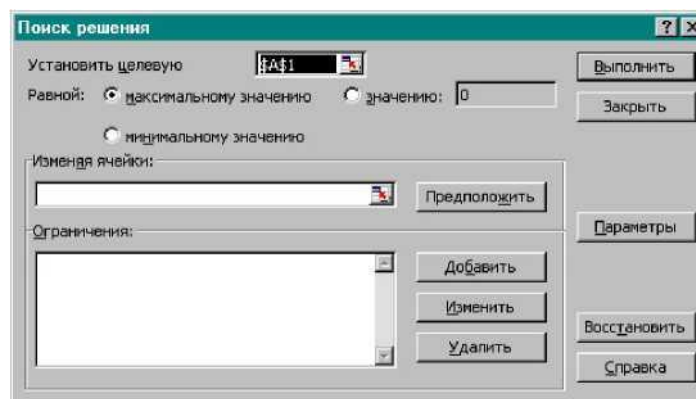 Поиск решения
Установить целевую $A$1 Выполнить
Равной: максимальному значению значению: 0 Закрыть
минимальному значению
Изменяя ячейки:
Предположить
Ограничения: Параметры
Добавить
Изменить
Восстановить
Удалить
Справка